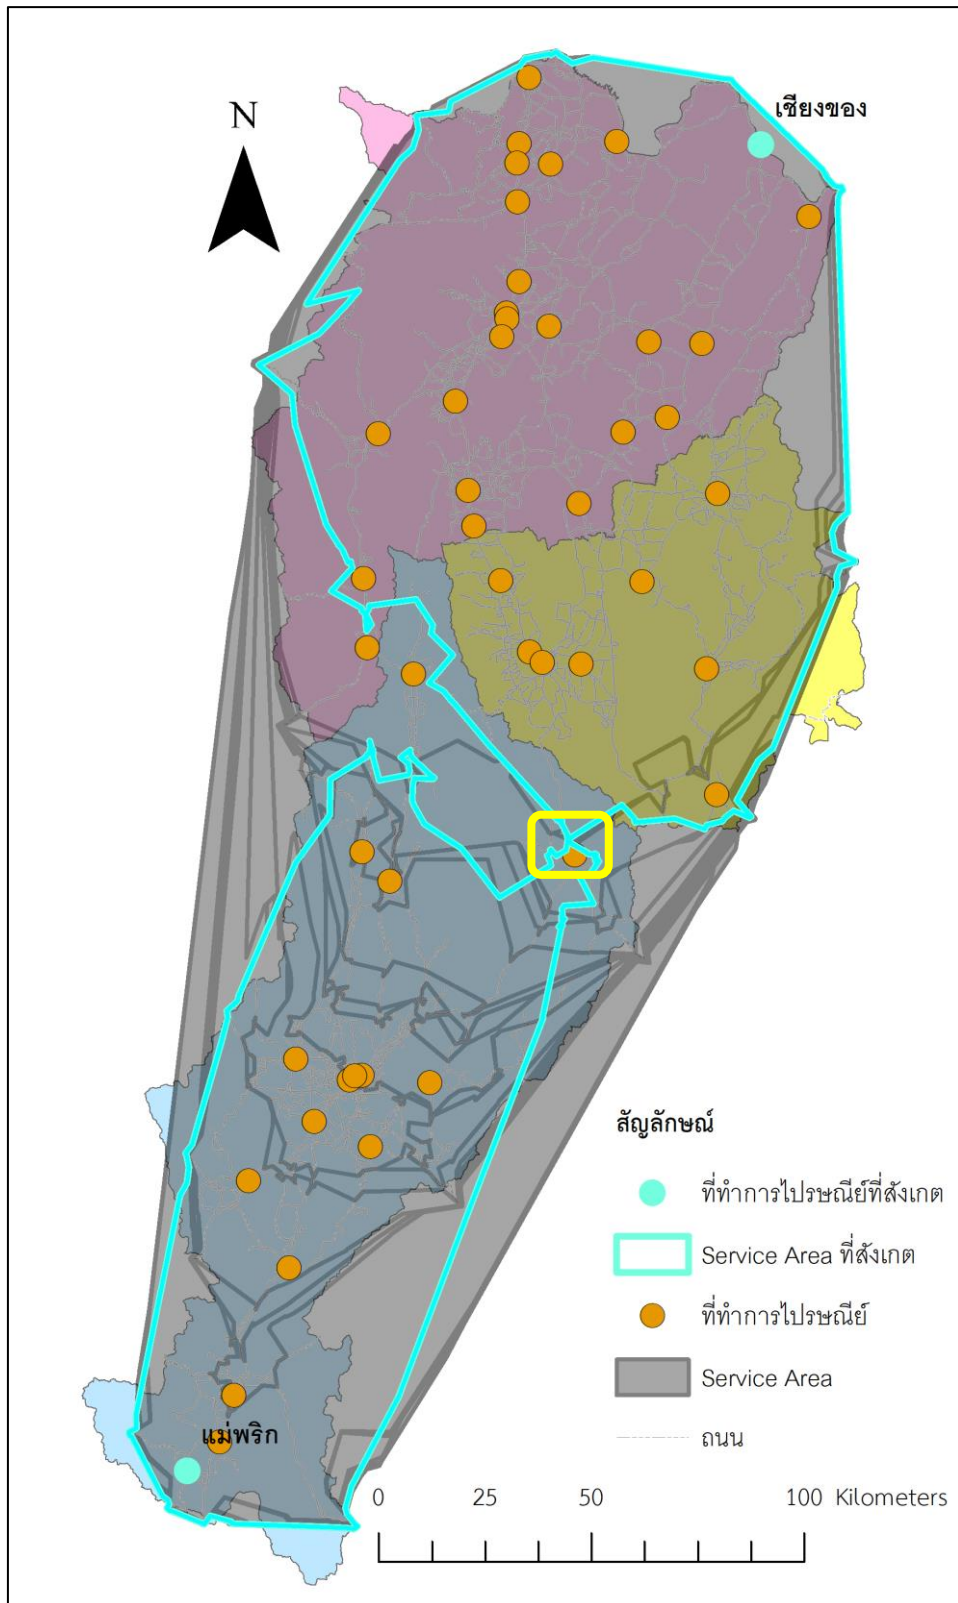 เชียงของ
N
สัญลักษณ์
ที่ทำการไปรษณีย์ที่สังเกต
Service Area ที่สังเกต
ที่ทำการไปรษณีย์
Service Area
แม่พริก
ถนน
0 25 50 100 Kilometers